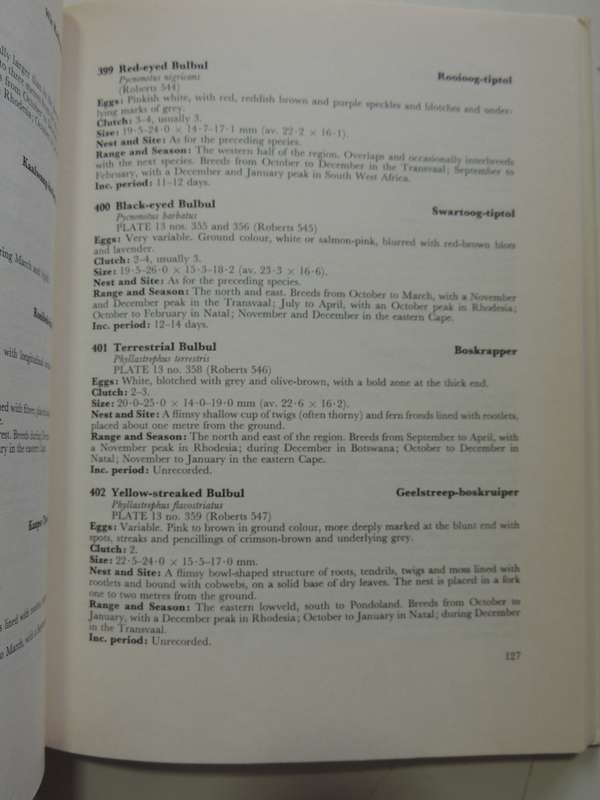 399 Red-eyed Bulbul Rooioog-tiptol
Pycnonotus nigricans
(Roberts 544)
Eggs: Pinkish white, with red, reddish brown and purple speckles and blotches and under-
lying marks of grey.
Clutch: 3–4, usually 3.
Size: 19·5–24·0 × 14·7–17·1 mm (av. 22·2 × 16·1).
Nest and Site: As for the preceding species.
Range and Season: The western half of the region. Overlaps and occasionally interbreeds
with the next species. Breeds from October to December in the Transvaal; September to
February, with a December and January peak in South West Africa.
Inc. period: 11–12 days.
400 Black-eyed Bulbul Swartoog-tiptol
Pycnonotus barbatus
PLATE 13 nos. 355 and 356 (Roberts 545)
Eggs: Very variable. Ground colour, white or salmon-pink, blurred with red-brown blots
and lavender.
Clutch: 2–4, usually 3.
Size: 19·5–26·0 × 15·3–18·2 (av. 23·3 × 16·6).
Nest and Site: As for the preceding species.
Range and Season: The north and east. Breeds from October to March, with a November
and December peak in the Transvaal; July to April, with an October peak in Rhodesia;
October to February in Natal; November and December in the eastern Cape.
Inc. period: 12–14 days.
401 Terrestrial Bulbul Boskrapper
Phyllastrephus terrestris
PLATE 13 no. 358 (Roberts 546)
Eggs: White, blotched with grey and olive-brown, with a bold zone at the thick end.
Clutch: 2–3.
Size: 20·0–25·0 × 14·0–19·0 mm (av. 22·6 × 16·2).
Nest and Site: A flimsy shallow cup of twigs (often thorny) and fern fronds lined with rootlets,
placed about one metre from the ground.
Range and Season: The north and east of the region. Breeds from September to April, with
a November peak in Rhodesia; during December in Botswana; October to December in
Natal; November to January in the eastern Cape.
Inc. period: Unrecorded.
402 Yellow-streaked Bulbul Geelstreep-boskruiper
Phyllastrephus flavostriatus
PLATE 13 no. 359 (Roberts 547)
Eggs: Variable. Pink to brown in ground colour, more deeply marked at the blunt end with
spots, streaks and pencillings of crimson-brown and underlying grey.
Clutch: 2.
Size: 22·5–24·0 × 15·5–17·0 mm.
Nest and Site: A flimsy bowl-shaped structure of roots, tendrils, twigs and moss lined with
rootlets and bound with cobwebs, on a solid base of dry leaves. The nest is placed in a fork
one to two metres from the ground.
Range and Season: The eastern lowveld, south to Pondoland. Breeds from October to
January, with a December peak in Rhodesia; October to January in Natal; during December
in the Transvaal.
Inc. period: Unrecorded.
127